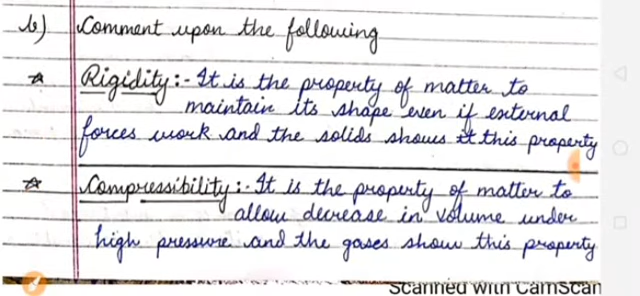 b) Comment upon the following
☆ Rigidity :- It is the property of matter to
maintain its shape even if external
forces work and the solids shows it this property
☆ Compressibility :- It is the property of matter to
allow decrease in volume under
high pressure and the gases show this property
Scanned with CamScan